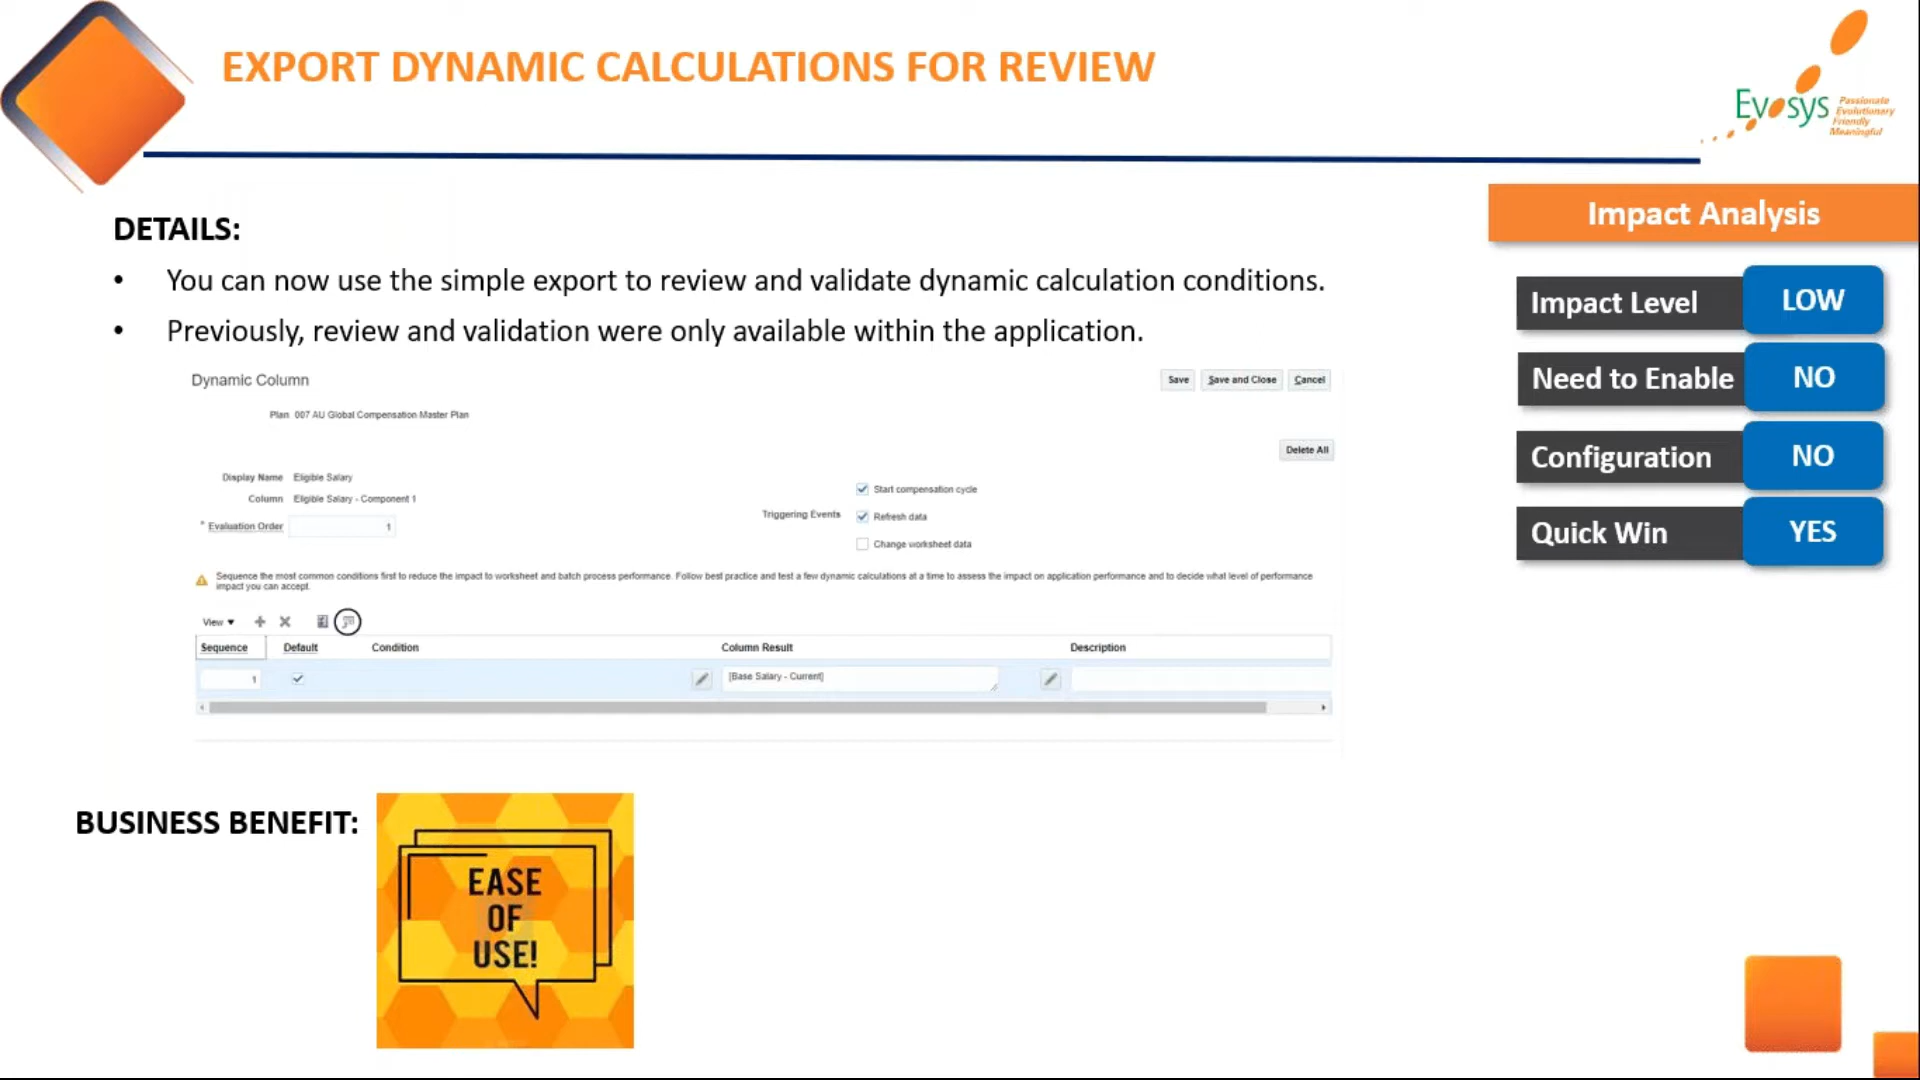 EXPORT DYNAMIC CALCULATIONS FOR REVIEW
Evosys
Passionate
Evolutionary
Friendly
Meaningful
Impact Analysis
Impact Level LOW
Need to Enable NO
Configuration NO
Quick Win YES
DETAILS:
• You can now use the simple export to review and validate dynamic calculation conditions.
• Previously, review and validation were only available within the application.
Dynamic Column
Save Save and Close Cancel
Plan 007 AU Global Compensation Master Plan
Delete All
Display Name Eligible Salary
Column Eligible Salary - Component 1
* Evaluation Order 1
Triggering Events
Start compensation cycle
Refresh data
Change worksheet data
Sequence the most common conditions first to reduce the impact to worksheet and batch process performance. Follow best practice and test a few dynamic calculations at a time to assess the impact on application performance and to decide what level of performance
impact you can accept.
View
Sequence Default Condition Column Result Description
1 [Base Salary - Current]
BUSINESS BENEFIT:
EASE
OF
USE!